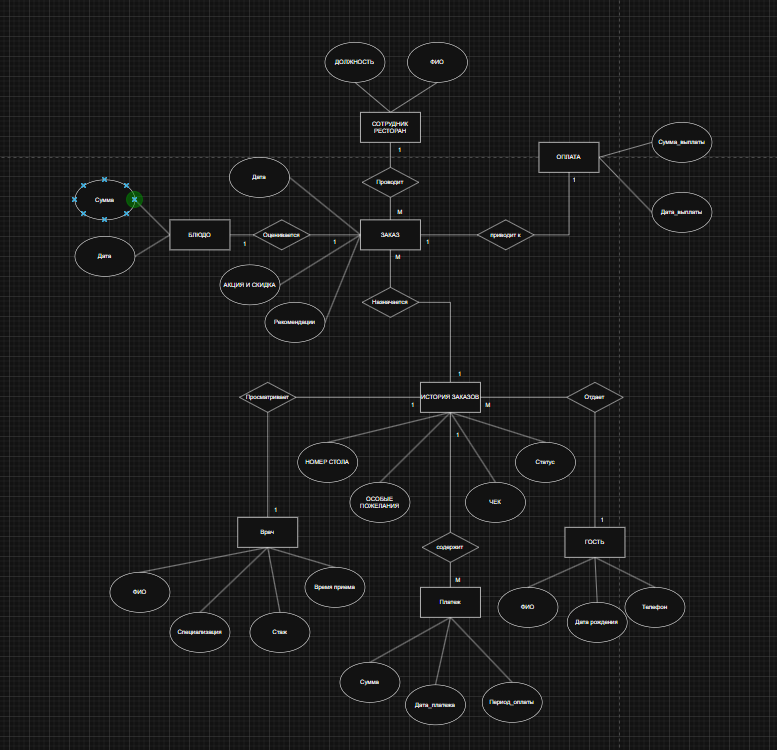 ДОЛЖНОСТЬ
ФИО
СОТРУДНИК
РЕСТОРАН
1
ОПЛАТА
Сумма_выплаты
1
Дата
Проводит
Сумма
M
Дата_выплаты
БЛЮДО
1
Оценивается
1
ЗАКАЗ
1
приводит к
Дата
M
АКЦИЯ И СКИДКА
Назначается
Рекомендации
1
Просматривает
1
ИСТОРИЯ ЗАКАЗОВ
M
Отдает
1
НОМЕР СТОЛА
Статус
ОСОБЫЕ
ПОЖЕЛАНИЯ
ЧЕК
1
1
Врач
ГОСТЬ
содержит
M
ФИО
Время приема
Платеж
ФИО
Дата рождения
Телефон
Специализация
Стаж
Сумма
Дата_платежа
Период_оплаты